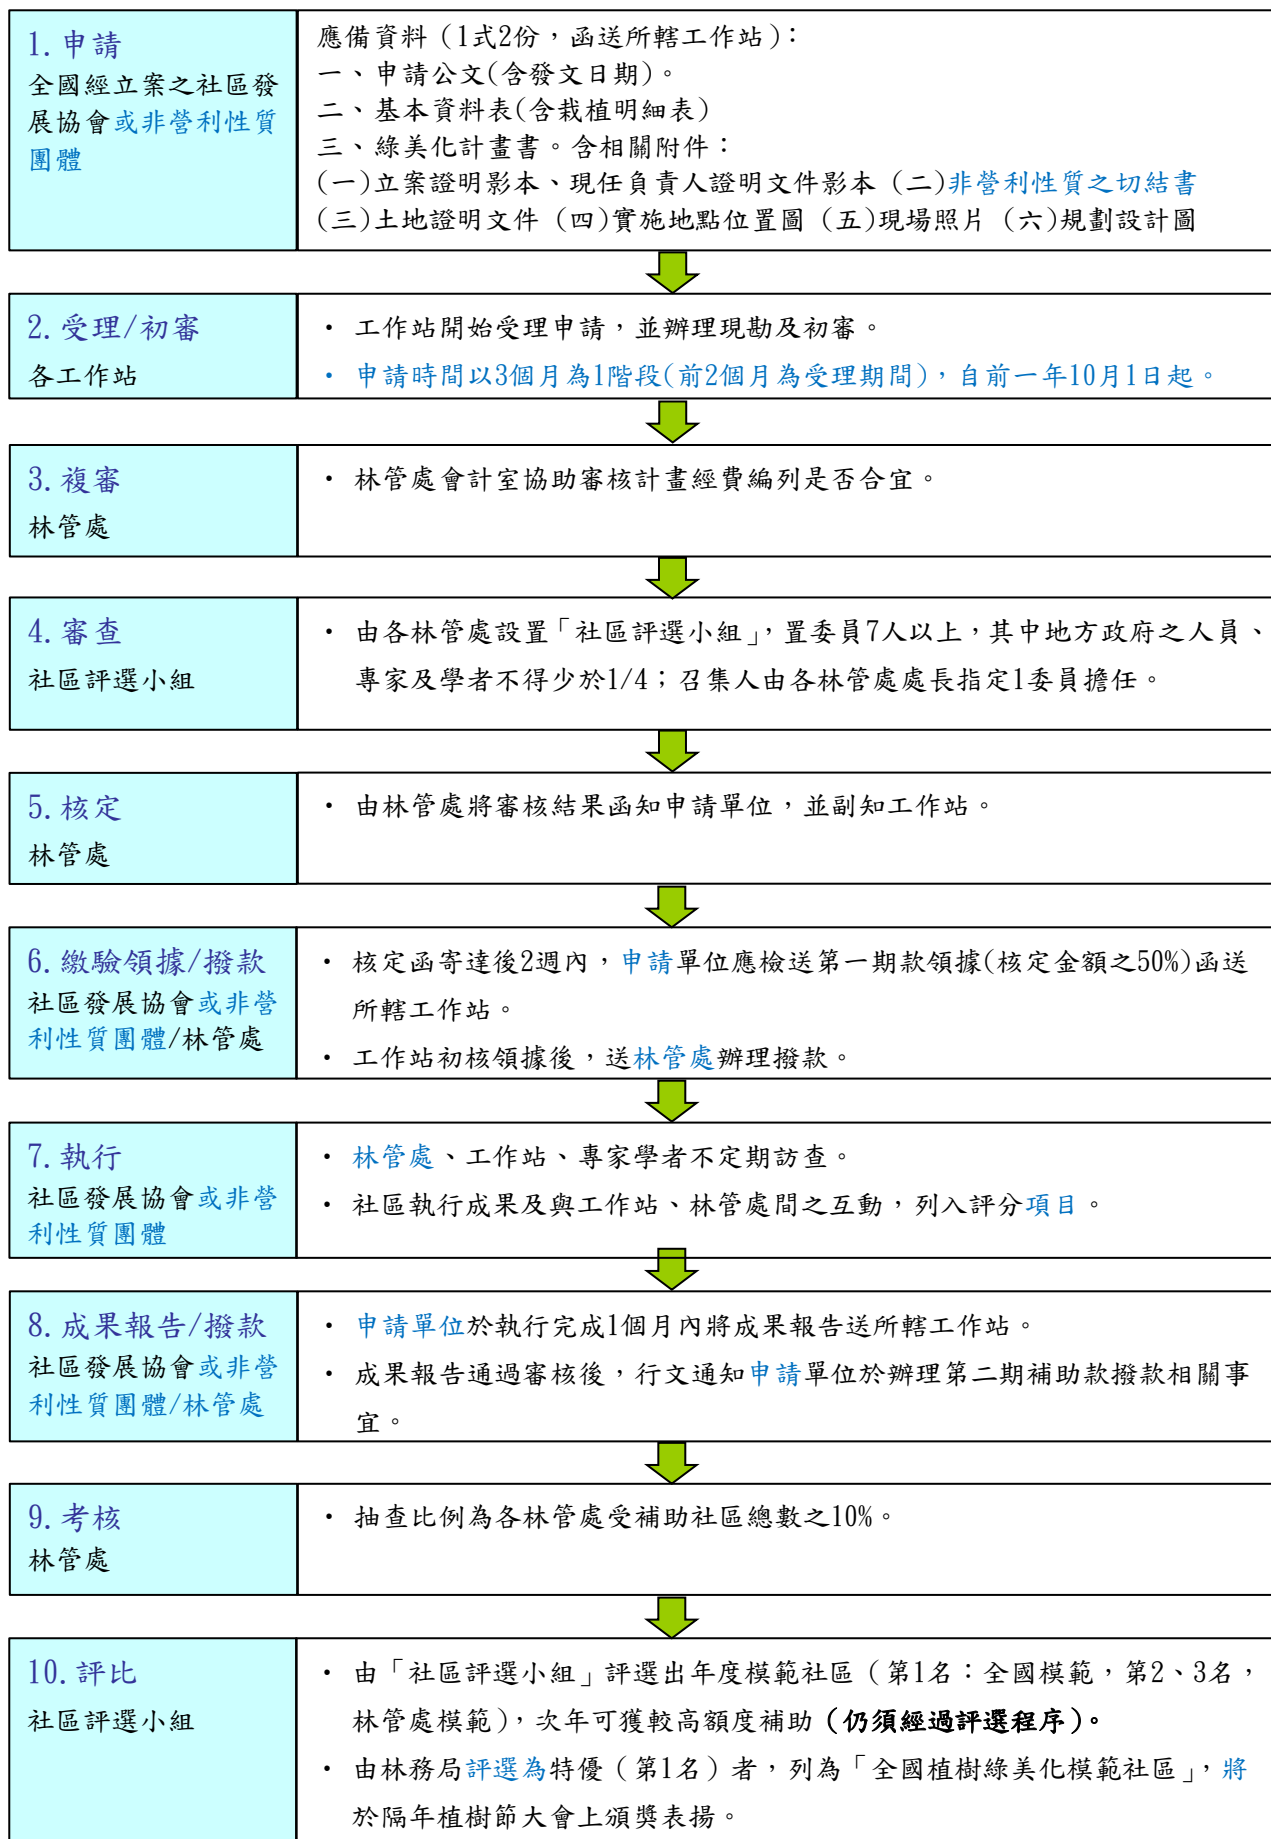 1.申請
全國經立案之社區發
展協會或非營利性質
團體
應備資料（1式2份，函送所轄工作站）：
一、申請公文(含發文日期)。
二、基本資料表(含栽植明細表)
三、綠美化計畫書。含相關附件：
(一)立案證明影本、現任負責人證明文件影本 (二)非營利性質之切結書
(三)土地證明文件 (四)實施地點位置圖 (五)現場照片 (六)規劃設計圖
2.受理/初審
各工作站
• 工作站開始受理申請，並辦理現勘及初審。
• 申請時間以3個月為1階段(前2個月為受理期間)，自前一年10月1日起。
3.複審
林管處
• 林管處會計室協助審核計畫經費編列是否合宜。
4.審查
社區評選小組
• 由各林管處設置「社區評選小組」，置委員7人以上，其中地方政府之人員、
專家及學者不得少於1/4；召集人由各林管處處長指定1委員擔任。
5.核定
林管處
• 由林管處將審核結果函知申請單位，並副知工作站。
6.繳驗領據/撥款
社區發展協會或非營
利性質團體/林管處
• 核定函寄達後2週內，申請單位應檢送第一期款領據(核定金額之50%)函送
所轄工作站。
• 工作站初核領據後，送林管處辦理撥款。
7.執行
社區發展協會或非營
利性質團體
• 林管處、工作站、專家學者不定期訪查。
• 社區執行成果及與工作站、林管處間之互動，列入評分項目。
8.成果報告/撥款
社區發展協會或非營
利性質團體/林管處
• 申請單位於執行完成1個月內將成果報告送所轄工作站。
• 成果報告通過審核後，行文通知申請單位於辦理第二期補助款撥款相關事
宜。
9.考核
林管處
• 抽查比例為各林管處受補助社區總數之10%。
10.評比
社區評選小組
• 由「社區評選小組」評選出年度模範社區（第1名：全國模範，第2、3名，
林管處模範），次年可獲較高額度補助（仍須經過評選程序）。
• 由林務局評選為特優（第1名）者，列為「全國植樹綠美化模範社區」，將
於隔年植樹節大會上頒獎表揚。